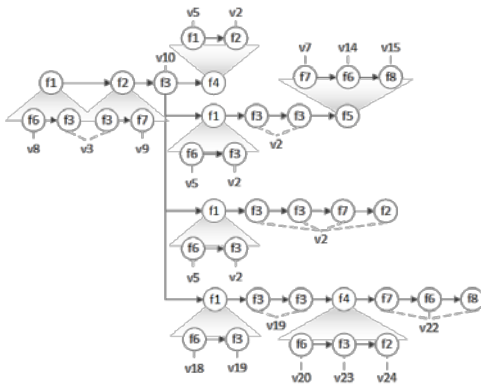 v5 v2
f1 f2
v10 v7 v14 v15
f1 f2 f3 f4 f7 f6 f8
f6 f3 f3 f7 f1 f3 f3 f5
v8 v3 v9 v2
f6 f3
v5 v2
f1 f3 f3 f7 f2
v2
f6 f3
v5 v2
f1 f3 f3 f4 f7 f6 f8
v19 v22
f6 f3 f6 f3 f2
v18 v19 v20 v23 v24